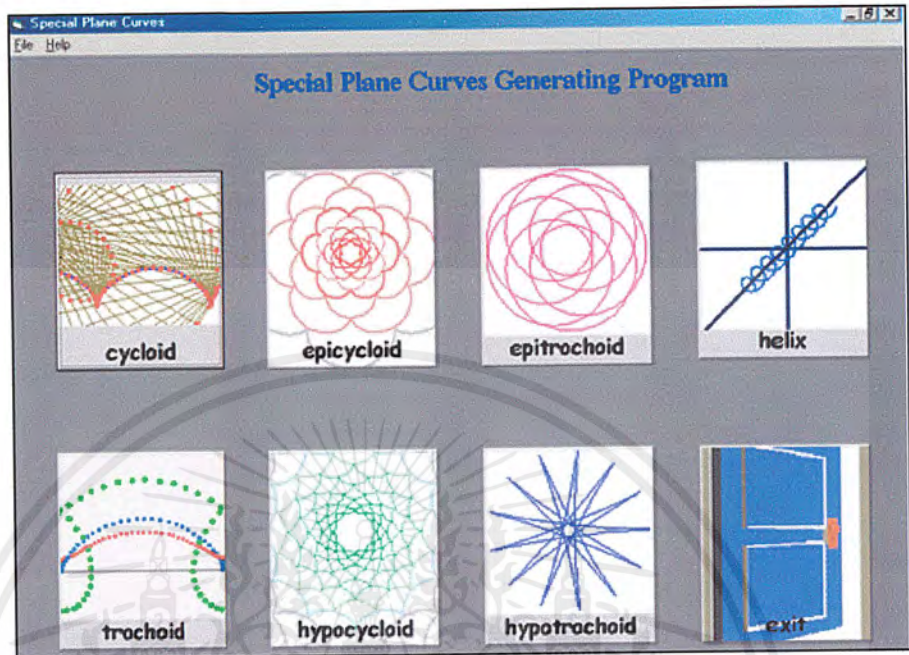 Special Plane Curves
File Help
Special Plane Curves Generating Program
cycloid epicycloid epitrochoid helix
trochoid hypocycloid hypotrochoid exit